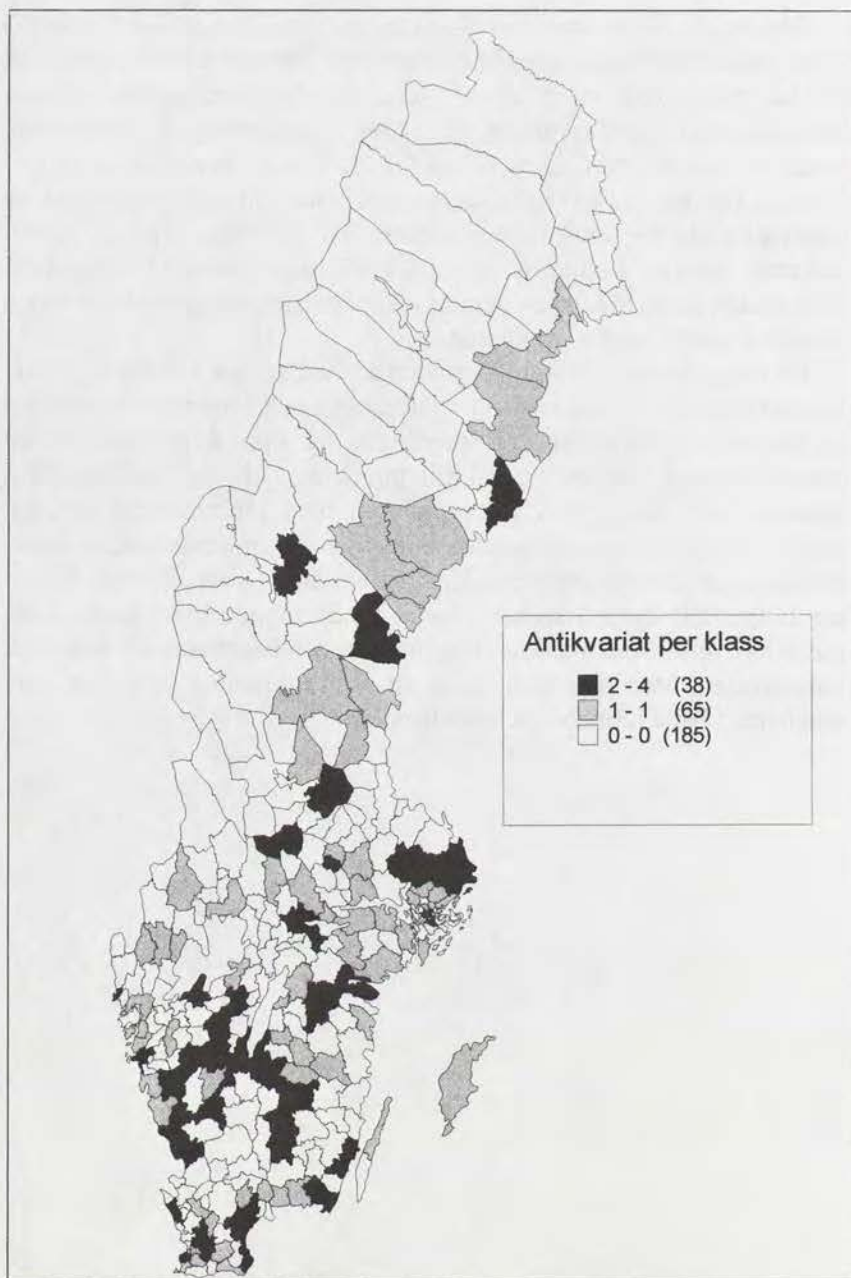 Antikvariat per klass
2 - 4 (38)
1 - 1 (65)
0 - 0 (185)